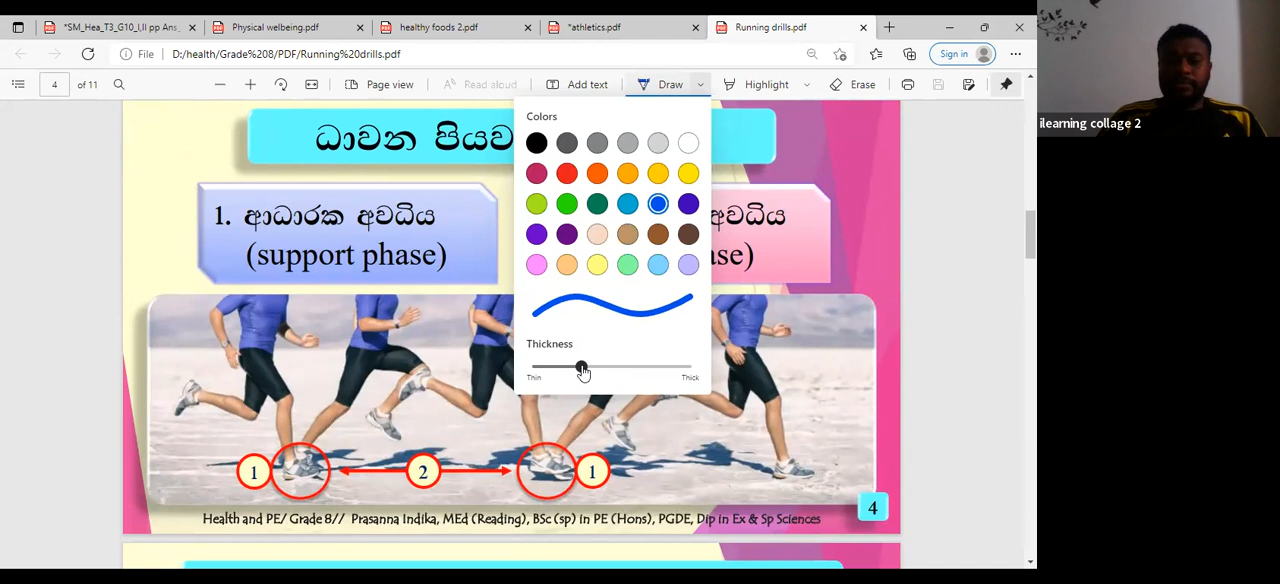 *SM_Hea_T3_G10_I,II pp Ans_
Physical welbeing.pdf
healthy foods 2.pdf
*athletics.pdf
Running drills.pdf
File
D:/health/Grade%208/PDF/Running%20drills.pdf
Sign in
4 of 11
Page view
Read aloud
Add text
Draw
Highlight
Erase
ilearning collage 2
Colors
Thickness
Thin
Thick
ධාවන පියව
1. ආධාරක අවධිය
(support phase)
අවධිය
ase)
1
2
1
Health and PE/ Grade 8// Prasanna Indika, MEd (Reading), BSc (sp) in PE (Hons), PGDE, Dip in Ex & Sp Sciences
4